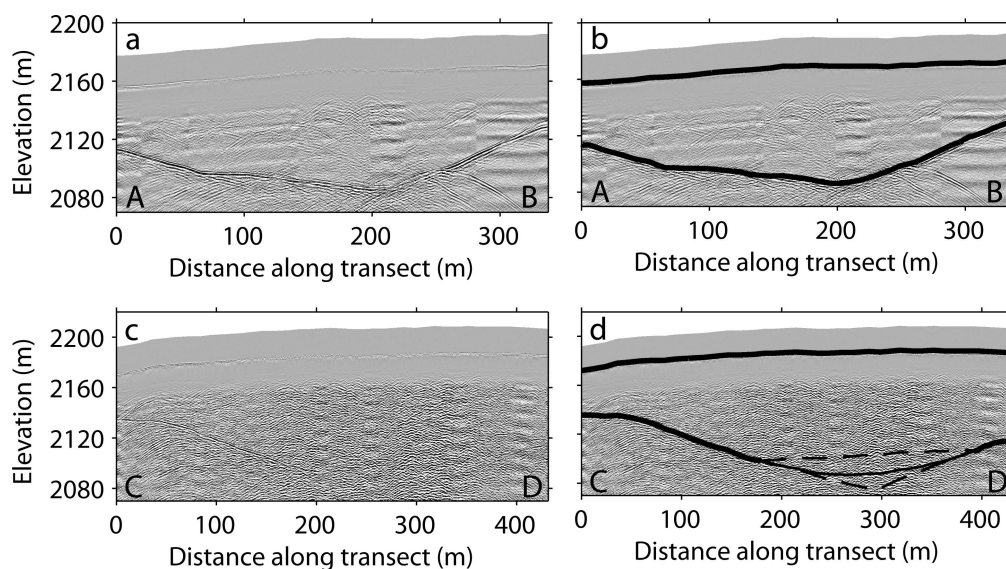 2200
a
b
2160
2120
2080
Elevation (m)
A
B
A
B
0
100
200
300
0
100
200
300
Distance along transect (m)
Distance along transect (m)
c
d
2200
2160
2120
2080
Elevation (m)
C
D
C
D
0
100
200
300
400
0
100
200
300
400
Distance along transect (m)
Distance along transect (m)